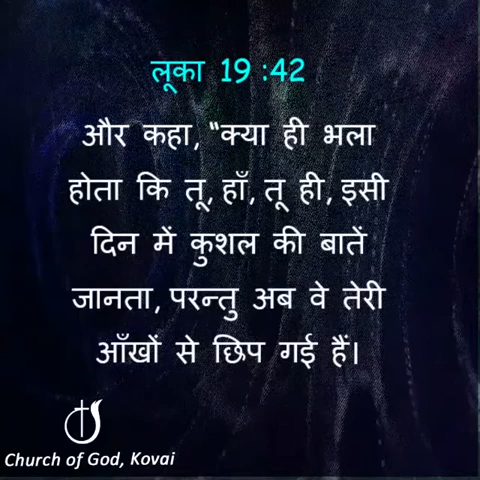 लूका 19 :42
और कहा, "क्या ही भला
होता कि तू, हाँ, तू ही, इसी
दिन में कुशल की बातें
जानता, परन्तु अब वे तेरी
आँखों से छिप गई हैं।
Church of God, Kovai